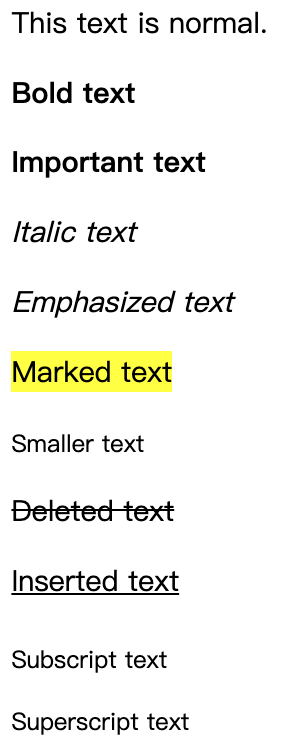 This text is normal.
Bold text
Important text
Italic text
Emphasized text
Marked text
Smaller text
Deleted text
Inserted text
Subscript text
Superscript text